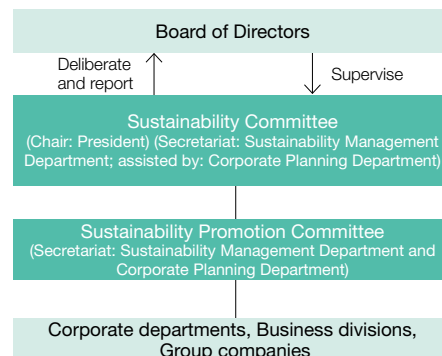 Board of Directors
Deliberate
and report
Supervise
Sustainability Committee
(Chair: President) (Secretariat: Sustainability Management
Department; assisted by: Corporate Planning Department)
Sustainability Promotion Committee
(Secretariat: Sustainability Management Department and
Corporate Planning Department)
Corporate departments, Business divisions,
Group companies